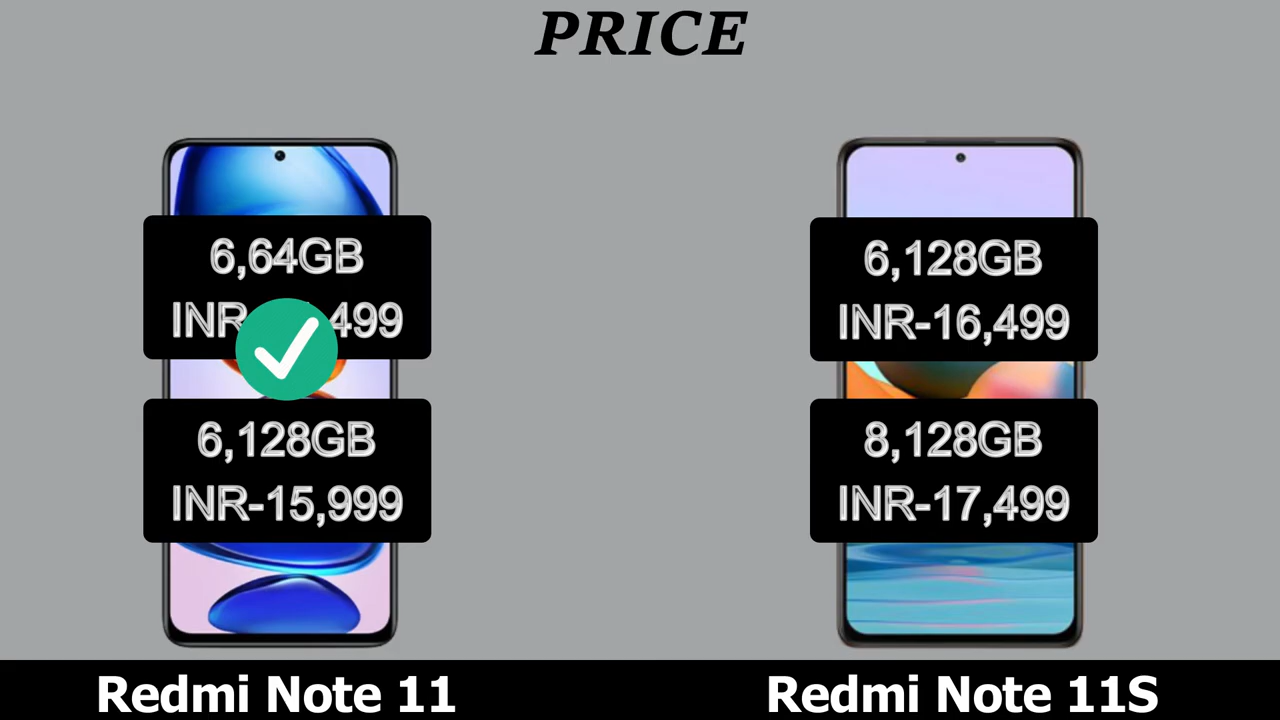 PRICE
6,64GB
INR- ,499
6,128GB
INR-15,999
6,128GB
INR-16,499
8,128GB
INR-17,499
Redmi Note 11
Redmi Note 11S